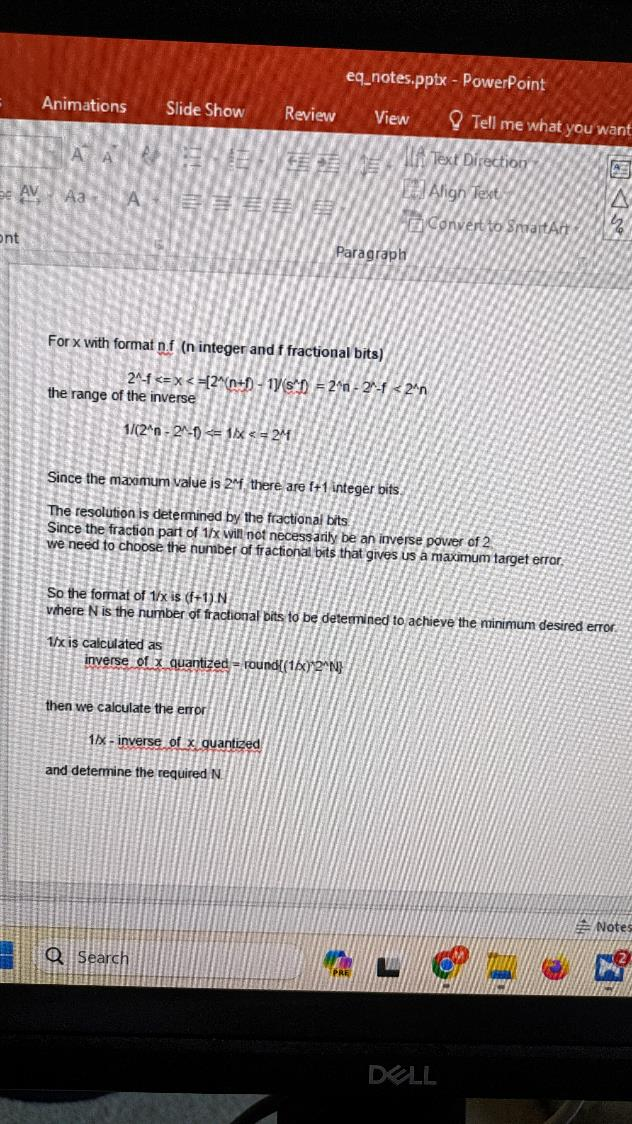 eq_notes.pptx - PowerPoint
Animations Slide Show Review View Tell me what you want
A A Text Direction
AV Aa A Align Text
Convert to SmartArt
ont Paragraph
For x with format n.f (n integer and f fractional bits)
2^-f <= x < =[2^(n+f) - 1]/(s^f) = 2^n - 2^-f < 2^n
the range of the inverse
1/(2^n - 2^-f) <= 1/x < = 2^f
Since the maximum value is 2^f, there are f+1 integer bits.
The resolution is determined by the fractional bits.
Since the fraction part of 1/x will not necessarily be an inverse power of 2,
we need to choose the number of fractional bits that gives us a maximum target error.
So the format of 1/x is (f+1).N
where N is the number of fractional bits to be determined to achieve the minimum desired error.
1/x is calculated as
inverse_of_x_quantized = round{(1/x)*2^N}
then we calculate the error
1/x - inverse_of_x_quantized
and determine the required N.
Notes
Search
PRE
M
2
DELL